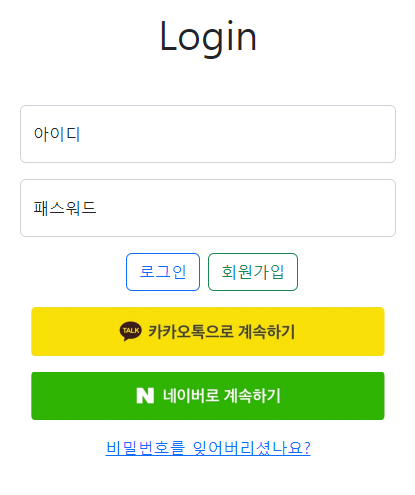 Login
아이디
패스워드
로그인 회원가입
TALK 카카오톡으로 계속하기
N 네이버로 계속하기
비밀번호를 잊어버리셨나요?